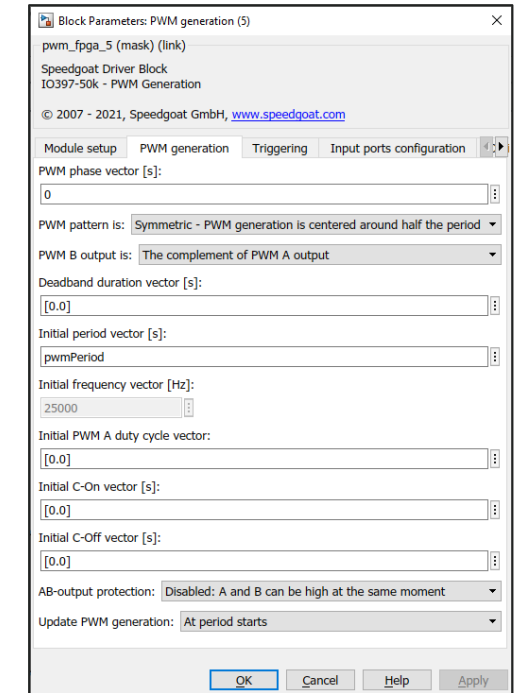 Block Parameters: PWM generation (5)
pwm_fpga_5 (mask) (link)
Speedgoat Driver Block
IO397-50k - PWM Generation
© 2007 - 2021, Speedgoat GmbH, www.speedgoat.com
Module setup PWM generation Triggering Input ports configuration
PWM phase vector [s]:
0
PWM pattern is: Symmetric - PWM generation is centered around half the period
PWM B output is: The complement of PWM A output
Deadband duration vector [s]:
[0.0]
Initial period vector [s]:
pwmPeriod
Initial frequency vector [Hz]:
25000
Initial PWM A duty cycle vector:
[0.0]
Initial C-On vector [s]:
[0.0]
Initial C-Off vector [s]:
[0.0]
AB-output protection: Disabled: A and B can be high at the same moment
Update PWM generation: At period starts
OK Cancel Help Apply